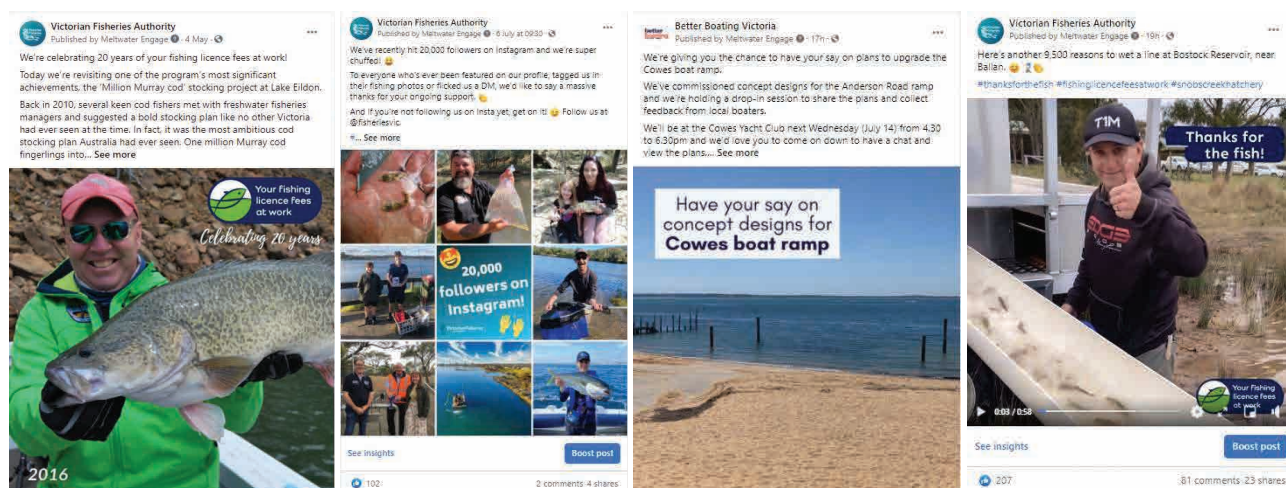 Victorian Fisheries Authority
Published by Meltwater Engage · 4 May ·
We're celebrating 20 years of your fishing licence fees at work!
Today we're revisiting one of the program's most significant
achievements, the 'Million Murray cod' stocking project at Lake Eildon.
Back in 2010, several keen cod fishers met with freshwater fisheries
managers and suggested a bold stocking plan like no other Victoria
had ever seen at the time. In fact, it was the most ambitious cod
stocking plan Australia had ever seen. One million Murray cod
fingerlings into... See more
Your fishing
licence fees
at work
Celebrating 20 years
2016
Victorian Fisheries Authority
Published by Meltwater Engage · 6 July at 09:30 ·
We've recently hit 20,000 followers on Instagram and we're super
chuffed! 😀
To everyone who's ever been featured on our profile, tagged us in
their fishing photos or flicked us a DM, we'd like to say a massive
thanks for your ongoing support.
And if you're not following us on Insta yet, get on it! Follow us at
@fisheriesvic.
#... See more
20,000
followers on
Instagram!
See insights
Boost post
102
2 comments 4 shares
better
boating
Better Boating Victoria
Published by Meltwater Engage · 17h ·
We're giving you the chance to have your say on plans to upgrade the
Cowes boat ramp.
We've commissioned concept designs for the Anderson Road ramp
and we're holding a drop-in session to share the plans and collect
feedback from local boaters.
We'll be at the Cowes Yacht Club next Wednesday (July 14) from 4.30
to 6.30pm and we'd love you to come on down to have a chat and
view the plans.... See more
Have your say on
concept designs for
Cowes boat ramp
Victorian Fisheries Authority
Published by Meltwater Engage · 19h ·
Here's another 9,500 reasons to wet a line at Bostock Reservoir, near
Ballan.
#thanksforthefish #fishinglicencefeesatwork #snobscreekhatchery
T1M
Thanks for
the fish!
EDGE
Your fishing
licence fees
at work
0:03 / 0:58
See insights
Boost post
207
81 comments 23 shares